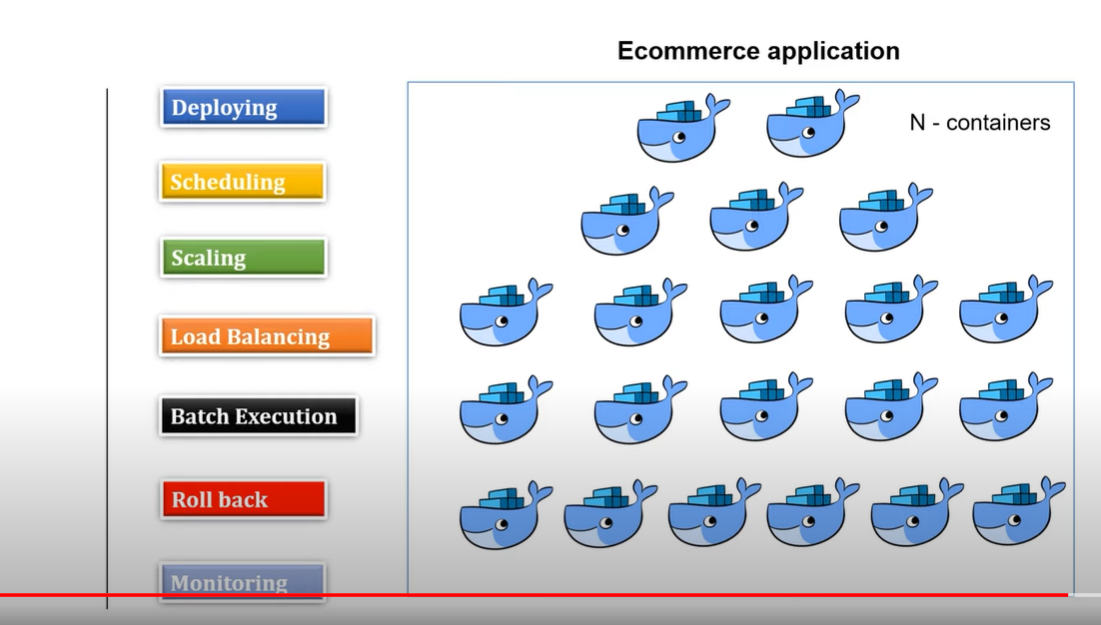 Ecommerce application
Deploying
N - containers
Scheduling
Scaling
Load Balancing
Batch Execution
Roll back
Monitoring